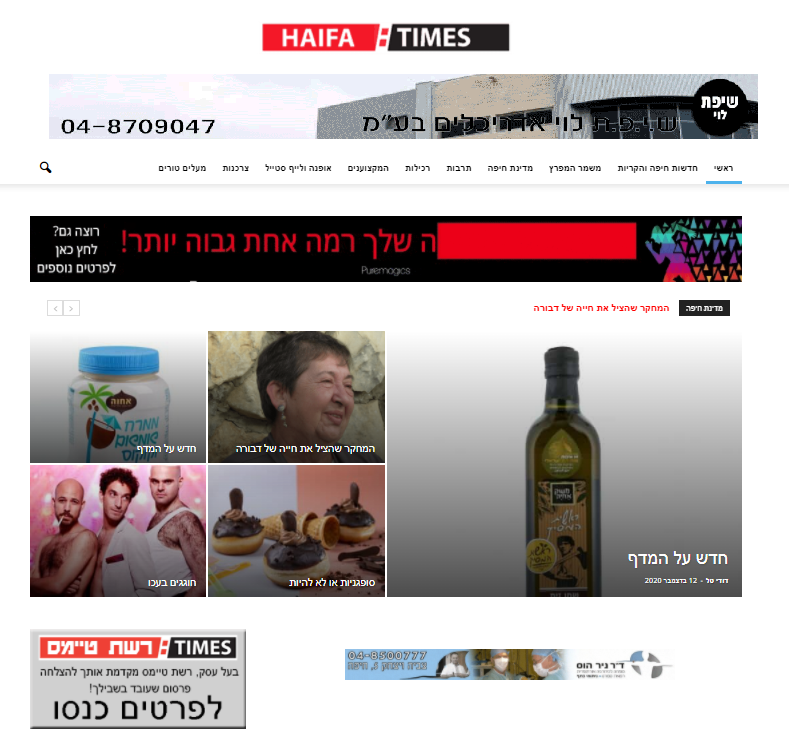 HAIFA TIMES
שיפת
לוי
ש.י.פ.ת לוי אדריכלים בע״מ
04-8709047
ראשי
חדשות חיפה והקריות
משמר המפרץ
מדינת חיפה
תרבות
רכילות
המקצוענים
אופנה ולייף סטייל
צרכנות
מעלים טורים
ה שלך רמה אחת גבוה יותר!
Puremagics
רוצה גם?
לחץ כאן
לפרטים נוספים
מדינת חיפה
המחקר שהציל את חייה של דבורה
חדש על המדף
דודי טל - 12 בדצמבר 2020
המחקר שהציל את חייה של דבורה
אחוה
ממרח
שומשום
חדש על המדף
סופגניות או לא להיות
חוגגים בעכו
רשת טיימס TIMES
בעל עסק, רשת טיימס מקדמת אותך להצלחה
פרסום שעובד בשבילך!
לפרטים כנסו
ד״ר ניר הוס
04-8500777